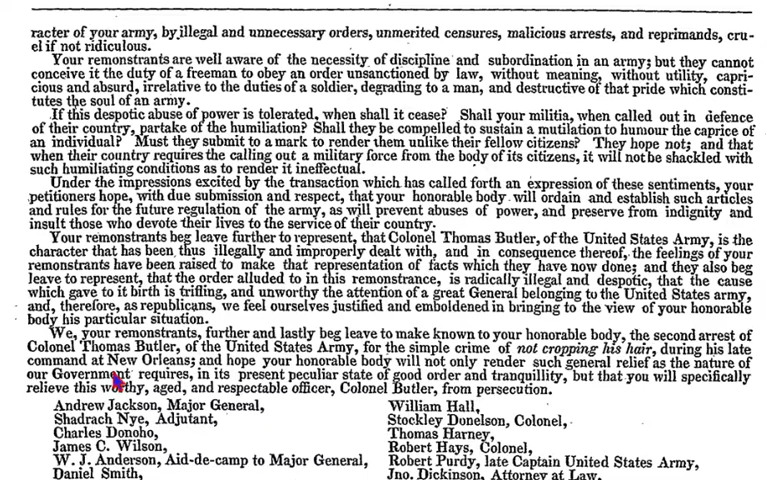 racter of your army, by illegal and unnecessary orders, unmerited censures, malicious arrests, and reprimands, cru-
el if not ridiculous.
Your remonstrants are well aware of the necessity of discipline and subordination in an army; but they cannot
conceive it the duty of a freeman to obey an order unsanctioned by law, without meaning, without utility, capri-
cious and absurd, irrelative to the duties of a soldier, degrading to a man, and destructive of that pride which consti-
tutes the soul of an army.
If this despotic abuse of power is tolerated, when shall it cease? Shall your militia, when called out in defence
of their country, partake of the humiliation? Shall they be compelled to sustain a mutilation to humour the caprice of
an individual? Must they submit to a mark to render them unlike their fellow citizens? They hope not; and that
when their country requires the calling out a military force from the body of its citizens, it will not be shackled with
such humiliating conditions as to render it ineffectual.
Under the impressions excited by the transaction which has called forth an expression of these sentiments, your
petitioners hope, with due submission and respect, that your honorable body will ordain and establish such articles
and rules for the future regulation of the army, as will prevent abuses of power, and preserve from indignity and
insult those who devote their lives to the service of their country.
Your remonstrants beg leave further to represent, that Colonel Thomas Butler, of the United States Army, is the
character that has been thus illegally and improperly dealt with, and in consequence thereof, the feelings of your
remonstrants have been raised to make that representation of facts which they have now done; and they also beg
leave to represent, that the order alluded to in this remonstrance, is radically illegal and despotic, that the cause
which gave to it birth is trifling, and unworthy the attention of a great General belonging to the United States army,
and, therefore, as republicans, we feel ourselves justified and emboldened in bringing to the view of your honorable
body his particular situation.
We, your remonstrants, further and lastly beg leave to make known to your honorable body, the second arrest of
Colonel Thomas Butler, of the United States Army, for the simple crime of not cropping his hair, during his late
command at New Orleans; and hope your honorable body will not only render such general relief as the nature of
our Government requires, in its present peculiar state of good order and tranquillity, but that you will specifically
relieve this worthy, aged, and respectable officer, Colonel Butler, from persecution.
Andrew Jackson, Major General,
Shadrach Nye, Adjutant,
Charles Donoho,
James C. Wilson,
W. J. Anderson, Aid-de-camp to Major General,
Daniel Smith,
William Hall,
Stockley Donelson, Colonel,
Thomas Harney,
Robert Hays, Colonel,
Robert Purdy, late Captain United States Army,
Jno. Dickinson, Attorney at Law,